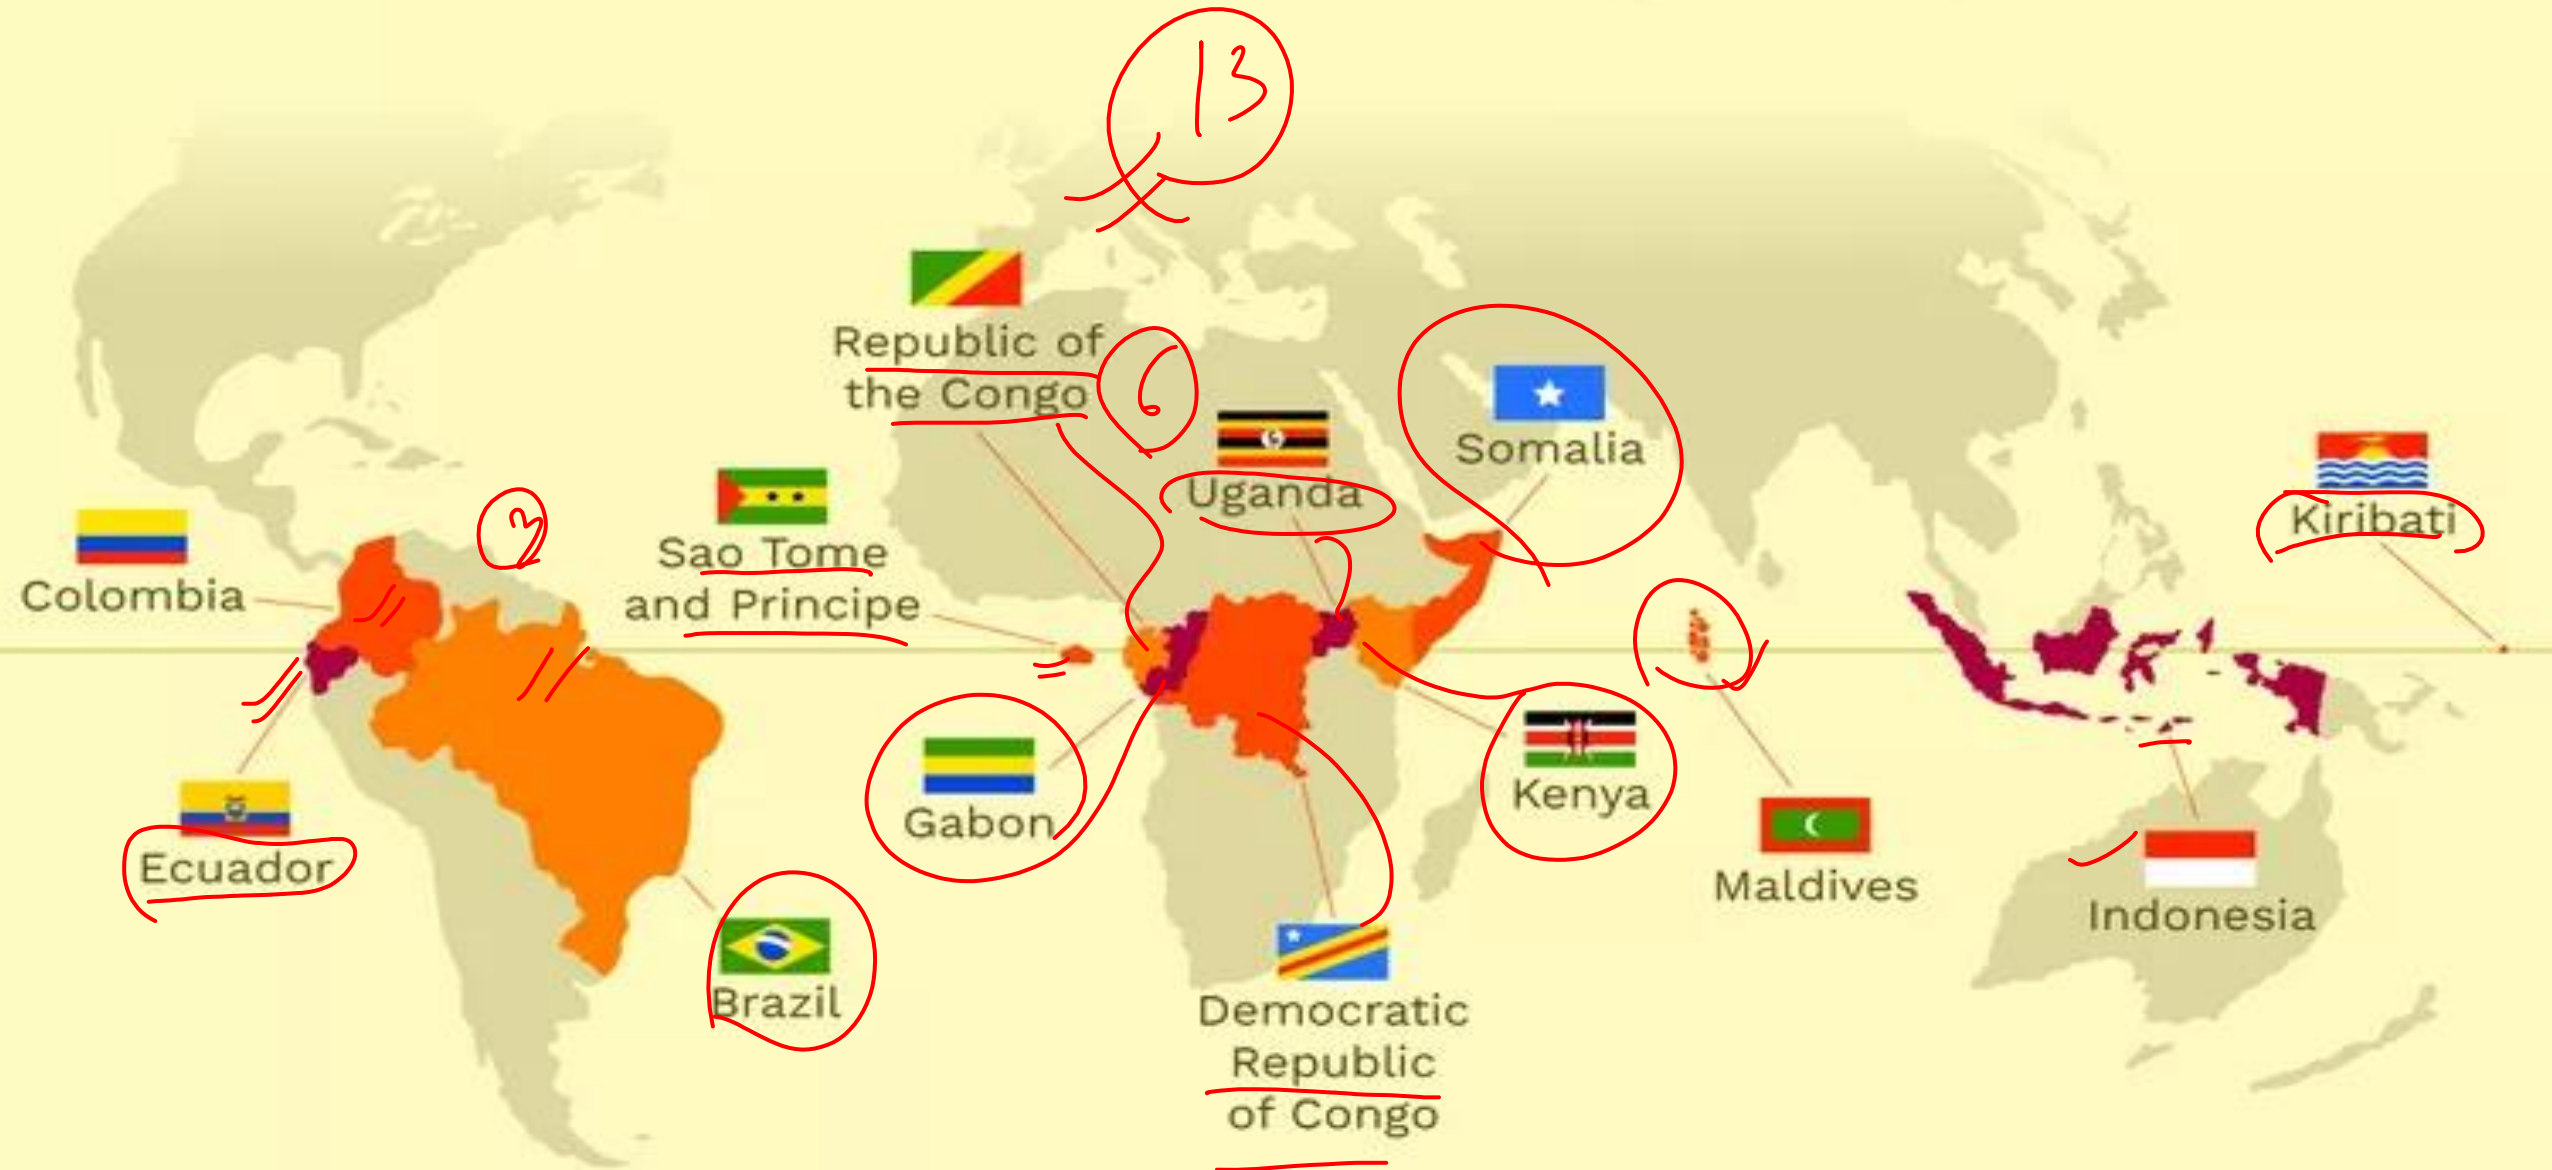 13
Republic of
the Congo
6
Uganda
Somalia
Kiribati
3
Sao Tome
and Principe
Colombia
Ecuador
Brazil
Gabon
Kenya
Maldives
Indonesia
Democratic
Republic
of Congo